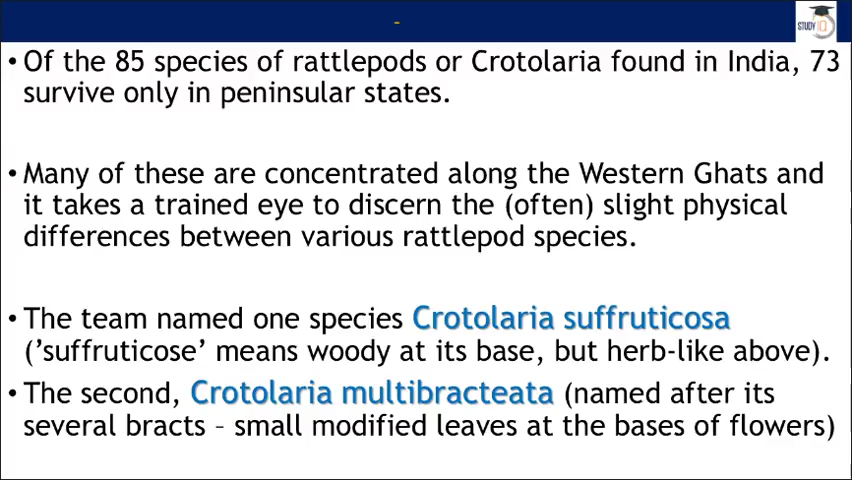 -
STUDY IQ
• Of the 85 species of rattlepods or Crotolaria found in India, 73
survive only in peninsular states.
• Many of these are concentrated along the Western Ghats and
it takes a trained eye to discern the (often) slight physical
differences between various rattlepod species.
• The team named one species Crotolaria suffruticosa
(’suffruticose’ means woody at its base, but herb-like above).
• The second, Crotolaria multibracteata (named after its
several bracts – small modified leaves at the bases of flowers)